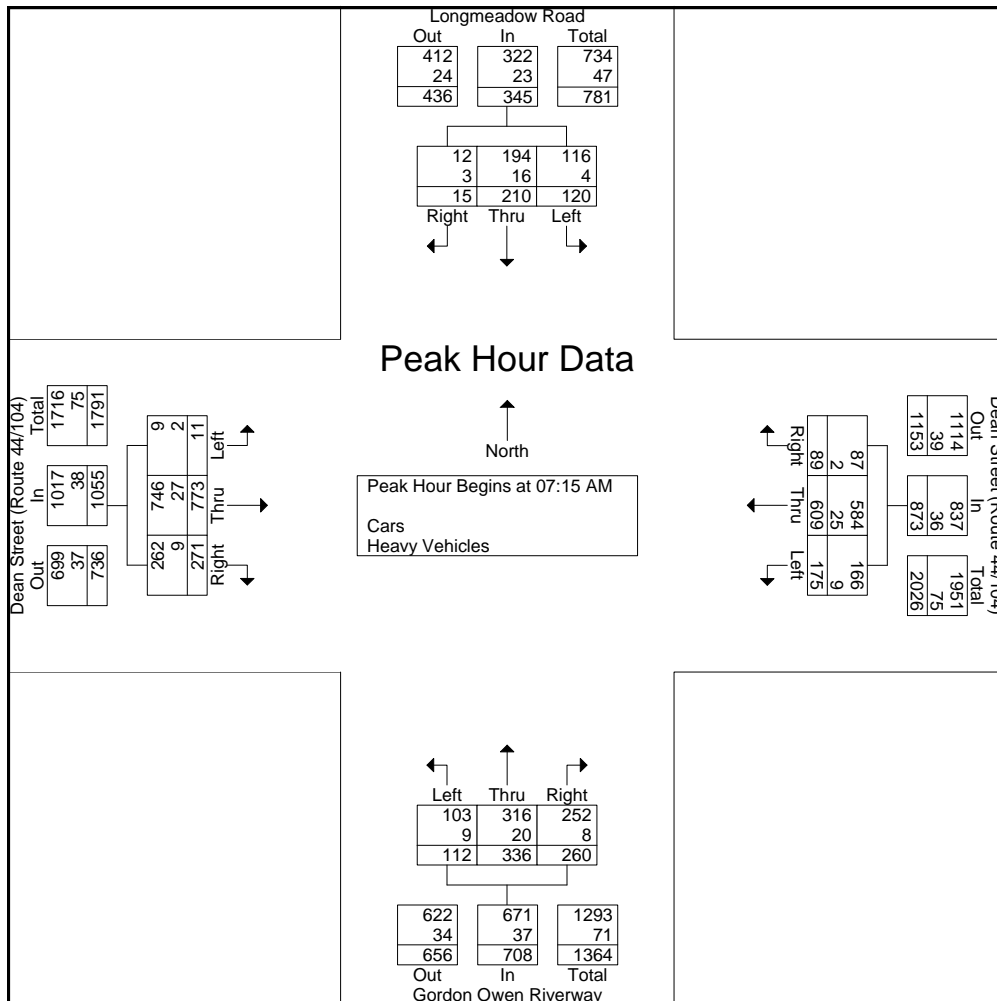 Longmeadow Road
Out In Total
412 322 734
24 23 47
436 345 781
12 194 116
3 16 4
15 210 120
Right Thru Left
Peak Hour Data
North
Peak Hour Begins at 07:15 AM
Cars
Heavy Vehicles
Dean Street (Route 44/104)
Out In Total
699 1017 1716
37 38 75
736 1055 1791
9 746 262
2 27 9
11 773 271
Left Thru Right
Dean Street (Route 44/104)
Out In Total
1114 837 1951
39 36 75
1153 873 2026
87 584 166
2 25 9
89 609 175
Right Thru Left
Left Thru Right
103 316 252
9 20 8
112 336 260
622 671 1293
34 37 71
656 708 1364
Out In Total
Gordon Owen Riverway